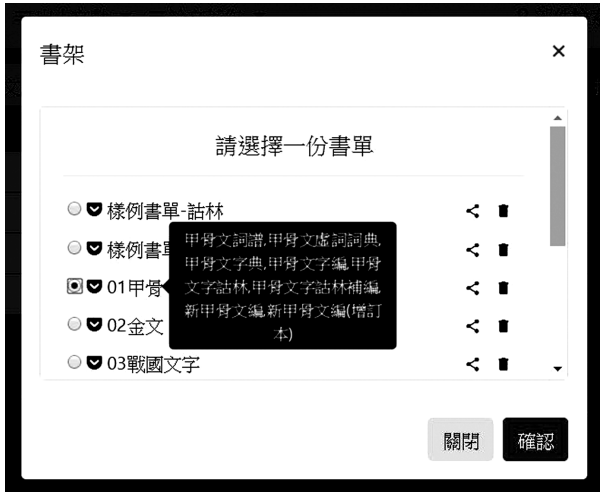 書架
×
請選擇一份書單
樣例書單-詁林
樣例書單
01甲骨
甲骨文詞譜,甲骨文虛詞詞典,
甲骨文字典,甲骨文字編,甲骨
文字詁林,甲骨文字詁林補編,
新甲骨文編,新甲骨文編(增訂
本)
02金文
03戰國文字
關閉
確認